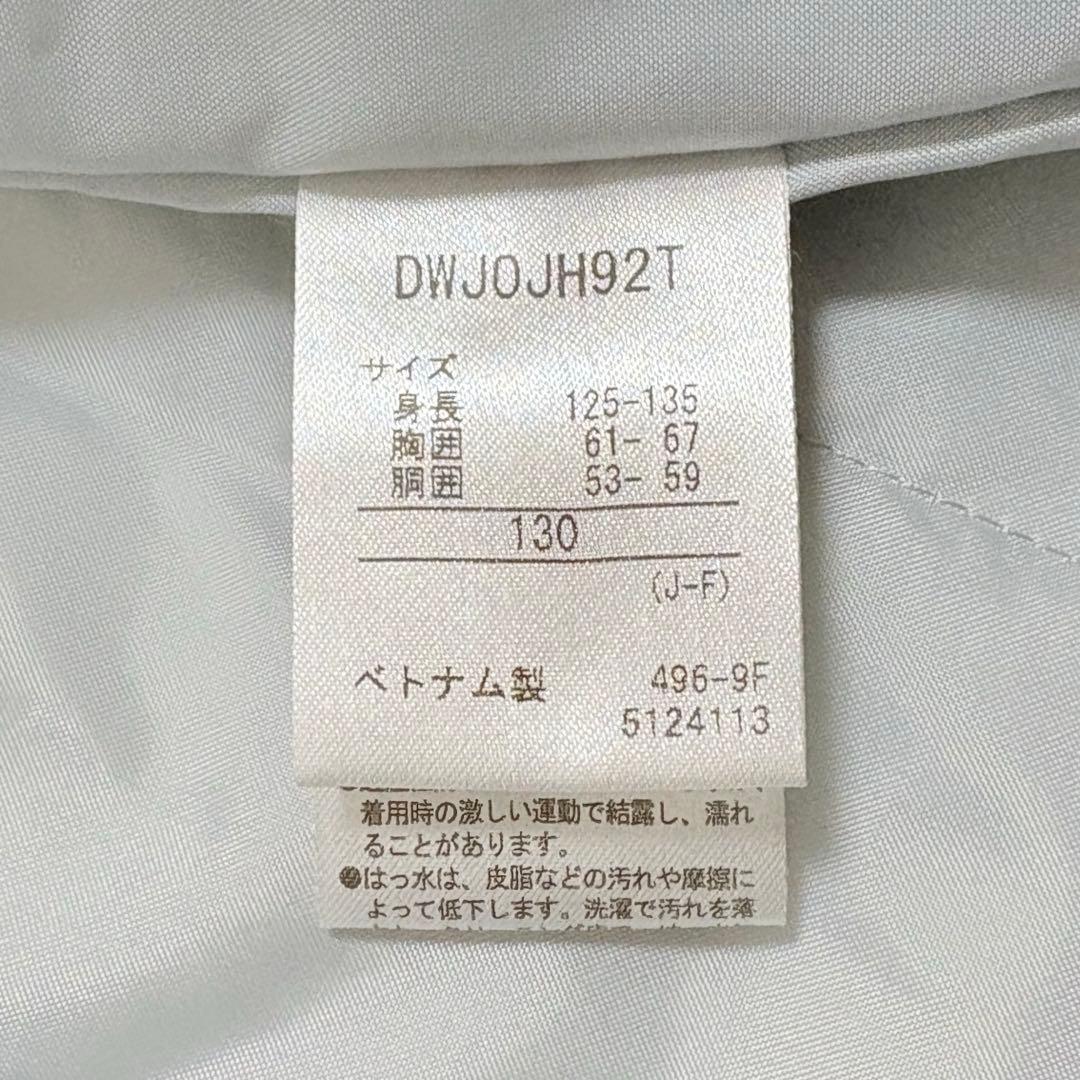 DWJOJH92T
サイズ
身長 125-135
胸囲 61- 67
胴囲 53- 59
130
(J-F)
ベトナム製 496-9F
5124113
着用時の激しい運動で結露し、濡れ
ることがあります。
●はっ水は、皮脂などの汚れや摩擦に
よって低下します。洗濯で汚れを落